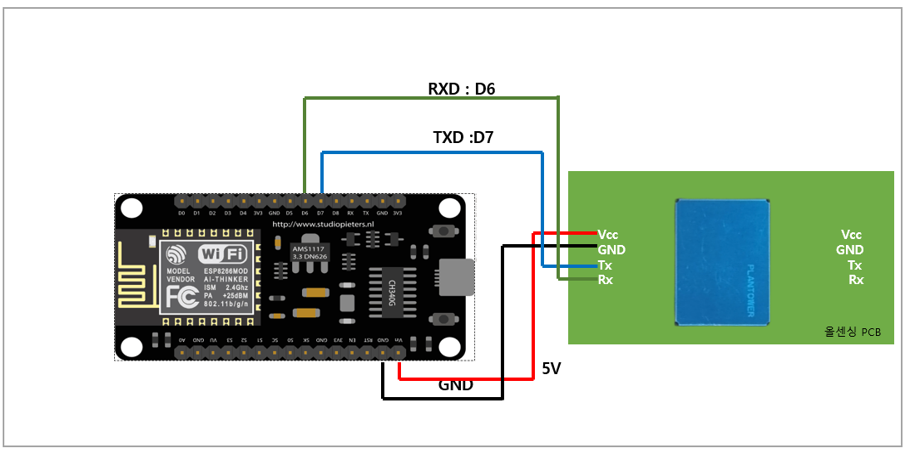 RXD : D6
TXD :D7
D0 D1 D2 D3 D4 3V3 GND D5 D6 D7 D8 RX TX GND 3V3
http://www.studiopieters.nl
AMS1117
3.3 DN626
WiFi
MODEL ESP8266MOD
VENDOR AI-THINKER
ISM 2.4Ghz
PA +25dBM
802.11b/g/n
FC
CH340G
A0 GND VU S3 S2 S1 SC S0 SK GND 3V3 EN RST GND VH
GND
5V
Vcc
GND
Tx
Rx
PLANTOWER
Vcc
GND
Tx
Rx
올센싱 PCB